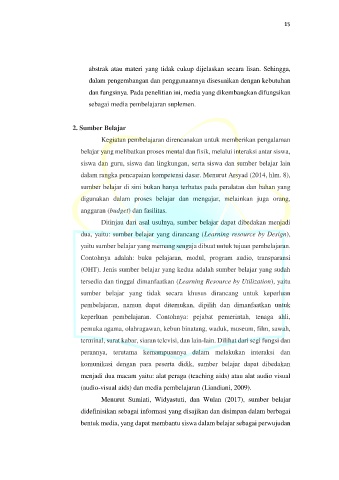 15
abstrak atau materi yang tidak cukup dijelaskan secara lisan. Sehingga,
dalam pengembangan dan penggunaannya disesuaikan dengan kebutuhan
dan fungsinya. Pada penelitian ini, media yang dikembangkan difungsikan
sebagai media pembelajaran suplemen.
2. Sumber Belajar
Kegiatan pembelajaran direncanakan untuk memberikan pengalaman
belajar yang melibatkan proses mental dan fisik, melalui interaksi antar siswa,
siswa dan guru, siswa dan lingkungan, serta siswa dan sumber belajar lain
dalam rangka pencapaian kompetensi dasar. Menurut Arsyad (2014, hlm. 8),
sumber belajar di sini bukan hanya terbatas pada peralatan dan bahan yang
digunakan dalam proses belajar dan mengajar, melainkan juga orang,
anggaran (budget) dan fasilitas.
Ditinjau dari asal usulnya, sumber belajar dapat dibedakan menjadi
dua, yaitu: sumber belajar yang dirancang (Learning resource by Design),
yaitu sumber belajar yang memang sengaja dibuat untuk tujuan pembelajaran.
Contohnya adalah: buku pelajaran, modul, program audio, transparansi
(OHT). Jenis sumber belajar yang kedua adalah sumber belajar yang sudah
tersedia dan tinggal dimanfaatkan (Learning Resource by Utilization), yaitu
sumber belajar yang tidak secara khusus dirancang untuk keperluan
pembelajaran, namun dapat ditemukan, dipilih dan dimanfaatkan untuk
keperluan pembelajaran. Contohnya: pejabat pemerintah, tenaga ahli,
pemuka agama, olahragawan, kebun binatang, waduk, museum, film, sawah,
terminal, surat kabar, siaran televisi, dan lain-lain. Dilihat dari segi fungsi dan
perannya, terutama kemampuannya dalam melakukan interaksi dan
komunikasi dengan para peserta didik, sumber belajar dapat dibedakan
menjadi dua macam yaitu: alat peraga (teaching aids) atau alat audio visual
(audio-visual aids) dan media pembelajaran (Liandiani, 2009).
Menurut Sumiati, Widyastuti, dan Wulan (2017), sumber belajar
didefinisikan sebagai informasi yang disajikan dan disimpan dalam berbagai
bentuk media, yang dapat membantu siswa dalam belajar sebagai perwujudan